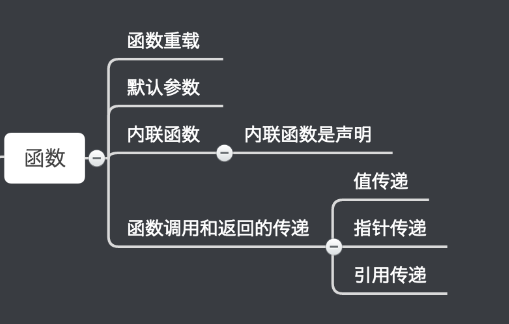 函数
函数重载
默认参数
内联函数
内联函数是声明
函数调用和返回的传递
值传递
指针传递
引用传递